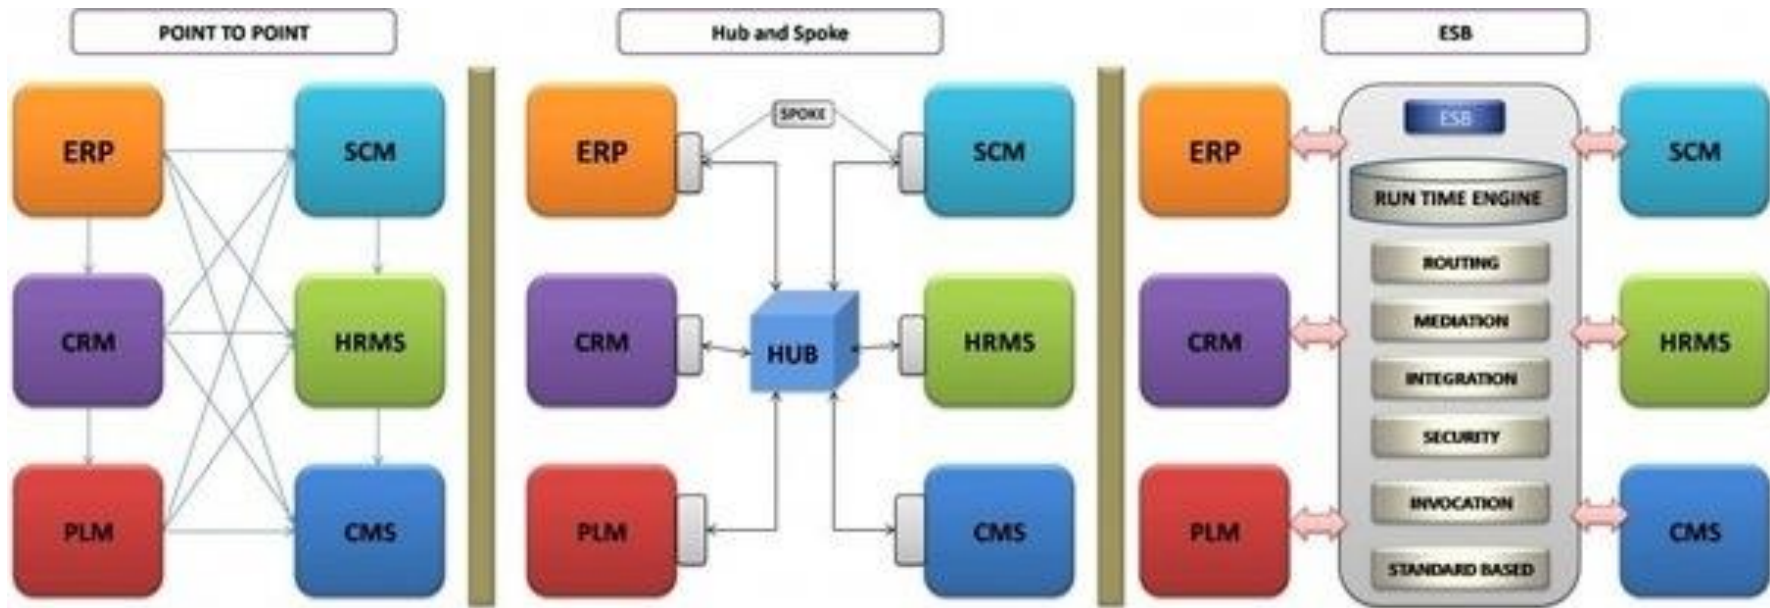 POINT TO POINT
ERP
SCM
CRM
HRMS
PLM
CMS
Hub and Spoke
SPOKE
ERP
SCM
CRM
HUB
HRMS
PLM
CMS
ESB
ERP
ESB
SCM
RUN TIME ENGINE
ROUTING
CRM
MEDIATION
HRMS
INTEGRATION
SECURITY
INVOCATION
PLM
CMS
STANDARD BASED